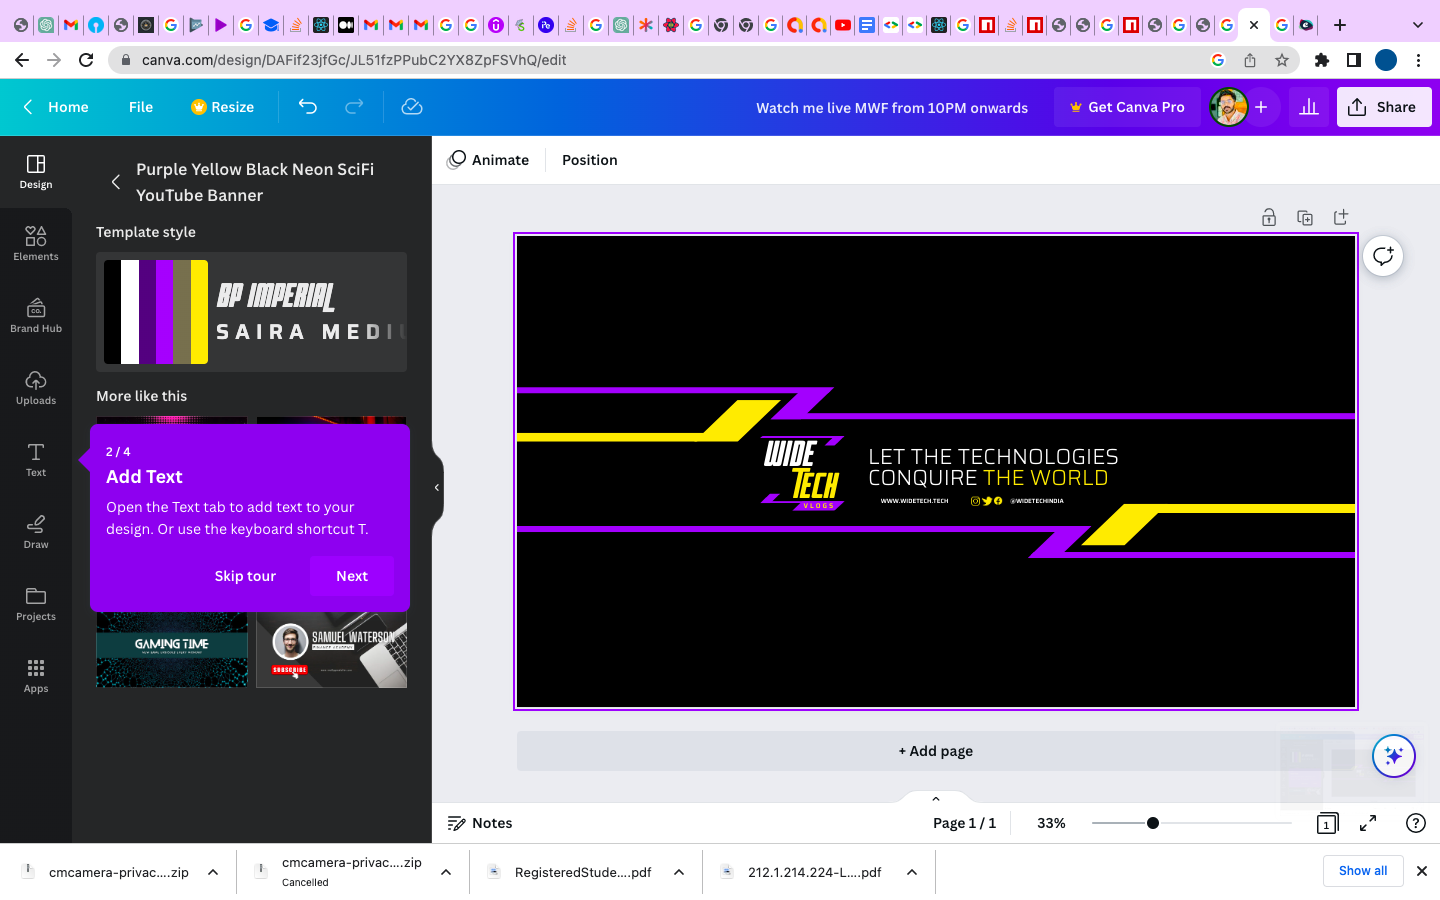 canva.com/design/DAFif23jfGc/JL51fzPPubC2YX8ZpFSVhQ/edit
Home
File
Resize
Watch me live MWF from 10PM onwards
Get Canva Pro
Share
Design
Elements
Brand Hub
CO.
Uploads
Text
Draw
Projects
Apps
Purple Yellow Black Neon SciFi
YouTube Banner
Template style
BP IMPERIAL
SAIRA MEDIU
More like this
2 / 4
Add Text
Open the Text tab to add text to your
design. Or use the keyboard shortcut T.
Skip tour
Next
GAMING TIME
SAMUEL WATERSON
FINANCE ACADEMY
SUBSCRIBE
Animate
Position
WIDE
TECH
VLOGS
LET THE TECHNOLOGIES
CONQUIRE THE WORLD
WWW.WIDETECH.TECH
@WIDETECHINDIA
+ Add page
Notes
Page 1 / 1
33%
1
cmcamera-privac....zip
cmcamera-privac....zip
Cancelled
RegisteredStude....pdf
212.1.214.224-L....pdf
Show all